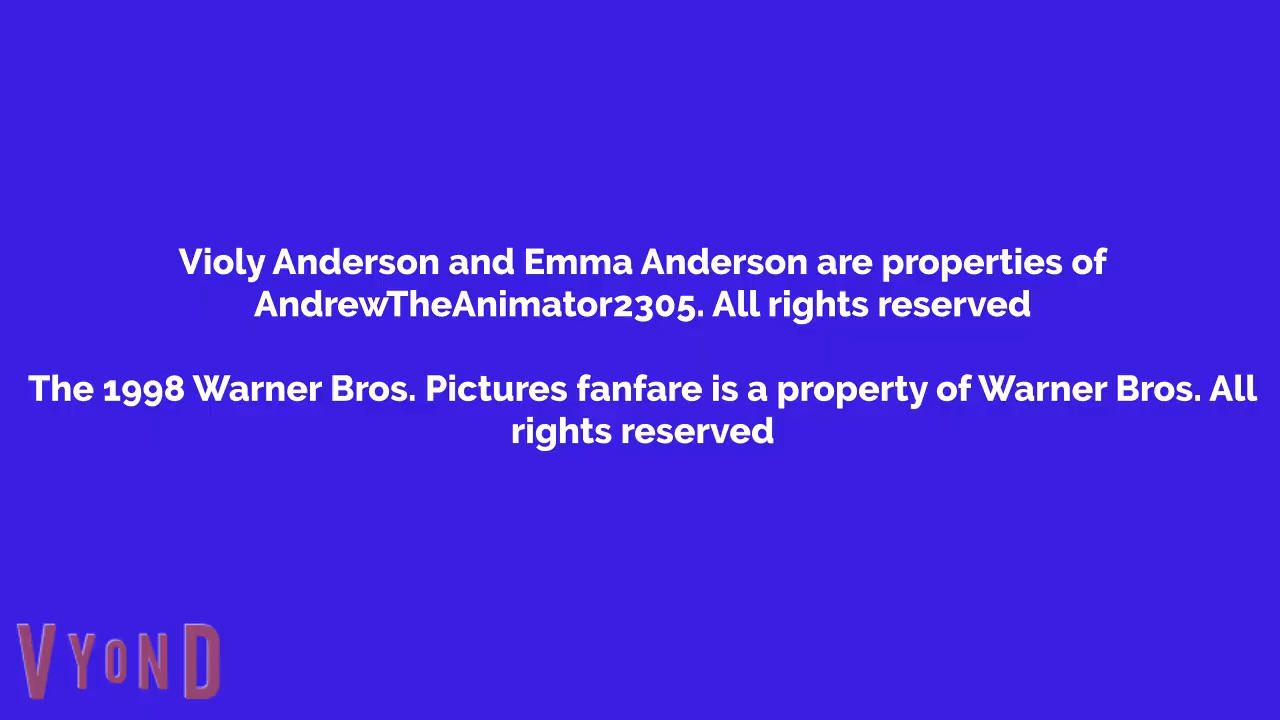 Violy Anderson and Emma Anderson are properties of
AndrewTheAnimator2305. All rights reserved
The 1998 Warner Bros. Pictures fanfare is a property of Warner Bros. All
rights reserved
VYOND